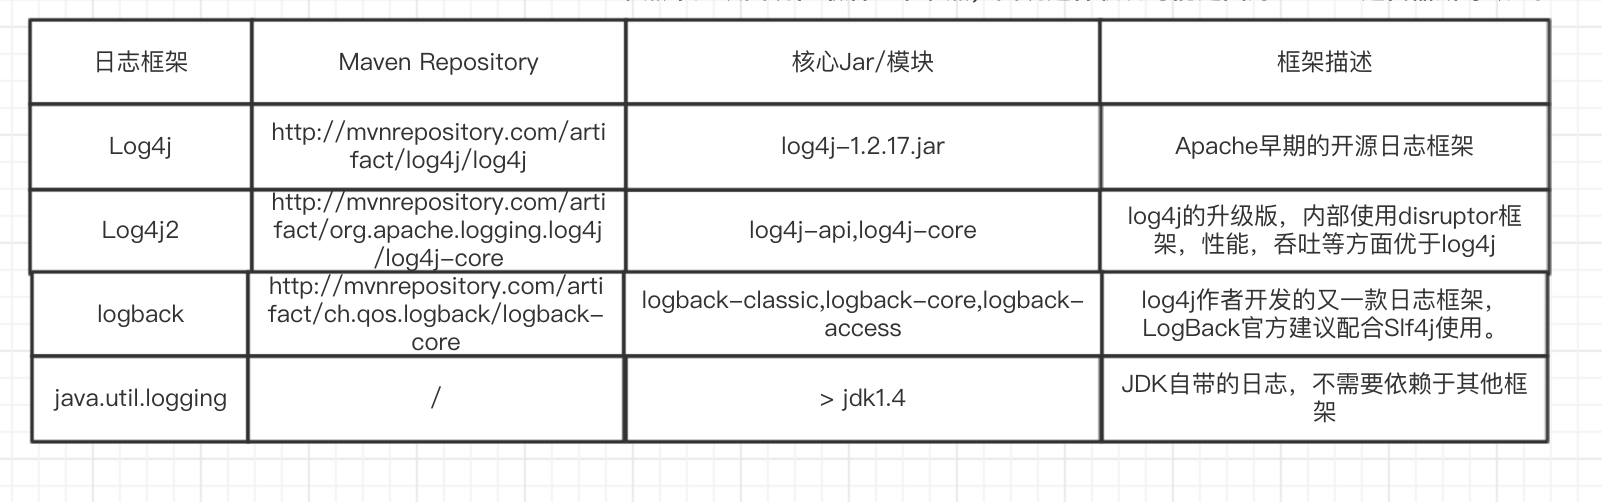 日志框架
Maven Repository
核心Jar/模块
框架描述
Log4j
http://mvnrepository.com/arti
fact/log4j/log4j
log4j-1.2.17.jar
Apache早期的开源日志框架
Log4j2
http://mvnrepository.com/arti
fact/org.apache.logging.log4j
/log4j-core
log4j-api,log4j-core
log4j的升级版，内部使用disruptor框
架，性能，吞吐等方面优于log4j
logback
http://mvnrepository.com/arti
fact/ch.qos.logback/logback-
core
logback-classic,logback-core,logback-
access
log4j作者开发的又一款日志框架，
LogBack官方建议配合Slf4j使用。
java.util.logging
/
> jdk1.4
JDK自带的日志，不需要依赖于其他框
架